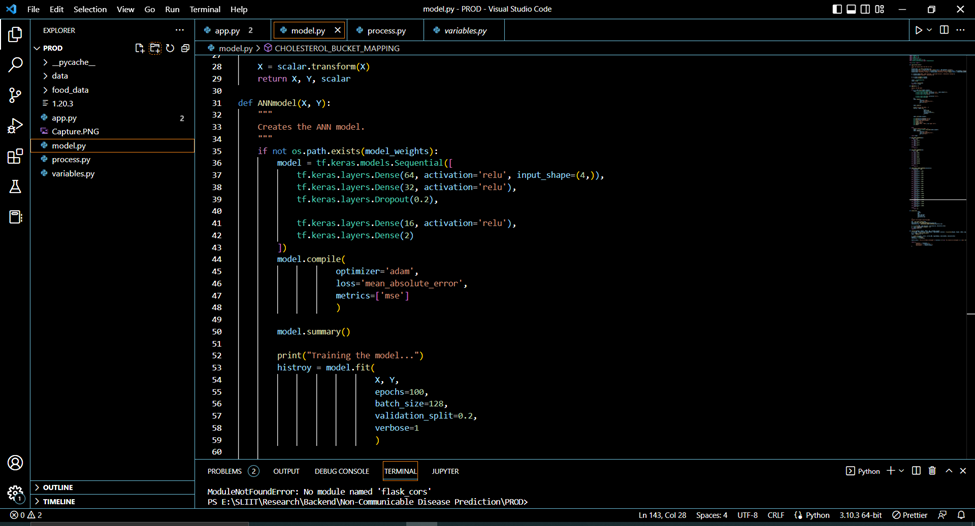 File Edit Selection View Go Run Terminal Help
model.py - PROD - Visual Studio Code
EXPLORER
PROD
__pycache__
data
food_data
1.20.3
app.py 2
Capture.PNG
model.py
process.py
variables.py
OUTLINE
TIMELINE
app.py 2 model.py process.py variables.py
model.py > CHOLESTEROL_BUCKET_MAPPING
28 X = scalar.transform(X)
29 return X, Y, scalar
30
31 def ANNmodel(X, Y):
32 """
33 Creates the ANN model.
34 """
35 if not os.path.exists(model_weights):
36 model = tf.keras.models.Sequential([
37 tf.keras.layers.Dense(64, activation='relu', input_shape=(4,)),
38 tf.keras.layers.Dense(32, activation='relu'),
39 tf.keras.layers.Dropout(0.2),
40
41 tf.keras.layers.Dense(16, activation='relu'),
42 tf.keras.layers.Dense(2)
43 ])
44 model.compile(
45 optimizer='adam',
46 loss='mean_absolute_error',
47 metrics=['mse']
48 )
49
50 model.summary()
51
52 print("Training the model...")
53 histroy = model.fit(
54 X, Y,
55 epochs=100,
56 batch_size=128,
57 validation_split=0.2,
58 verbose=1
59 )
60
PROBLEMS 2 OUTPUT DEBUG CONSOLE TERMINAL JUPYTER
Python
ModuleNotFoundError: No module named 'flask_cors'
PS E:\SLIIT\Research\Backend\Non-Communicable Disease Prediction\PROD>
1
0 2
Ln 143, Col 28 Spaces: 4 UTF-8 CRLF Python 3.10.3 64-bit Prettier